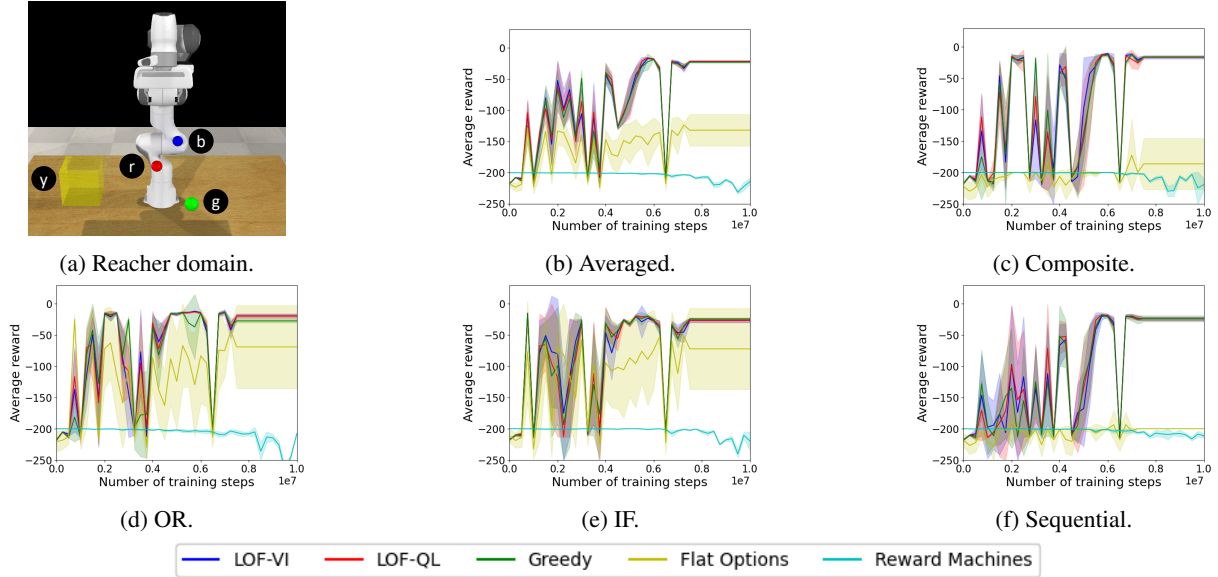 y
r
b
g
(a) Reacher domain.
Average reward
0
−50
−100
−150
−200
−250
0.0 0.2 0.4 0.6 0.8 1.0
Number of training steps 1e7
(b) Averaged.
Average reward
0
−50
−100
−150
−200
−250
0.0 0.2 0.4 0.6 0.8 1.0
Number of training steps 1e7
(c) Composite.
Average reward
0
−50
−100
−150
−200
−250
0.0 0.2 0.4 0.6 0.8 1.0
Number of training steps 1e7
(d) OR.
Average reward
0
−50
−100
−150
−200
−250
0.0 0.2 0.4 0.6 0.8 1.0
Number of training steps 1e7
(e) IF.
Average reward
0
−50
−100
−150
−200
−250
0.0 0.2 0.4 0.6 0.8 1.0
Number of training steps 1e7
(f) Sequential.
LOF-VI LOF-QL Greedy Flat Options Reward Machines